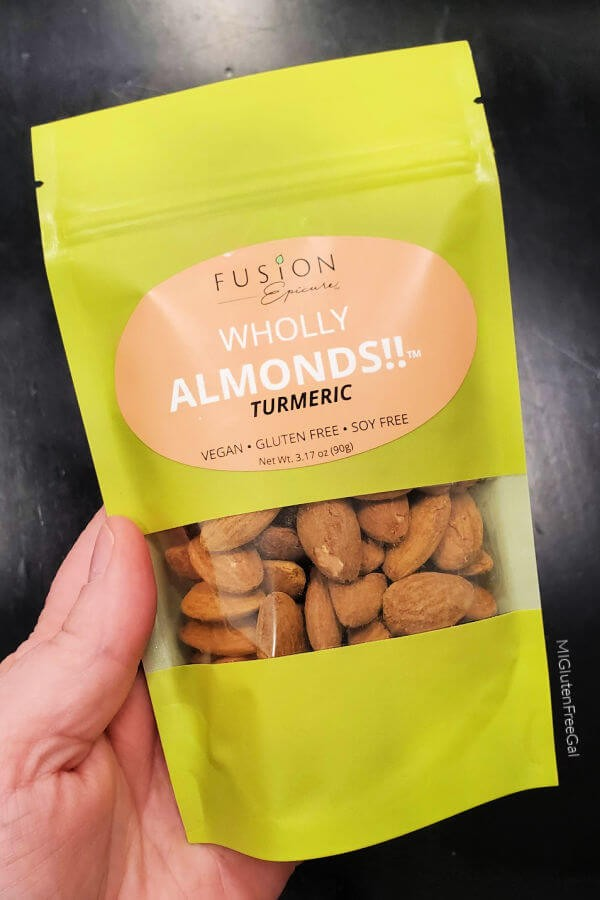 FUSION
Epicure
WHOLLY
ALMONDS!!™
TURMERIC
VEGAN • GLUTEN FREE • SOY FREE
Net Wt. 3.17 oz (90g)
MIGlutenFreeGal